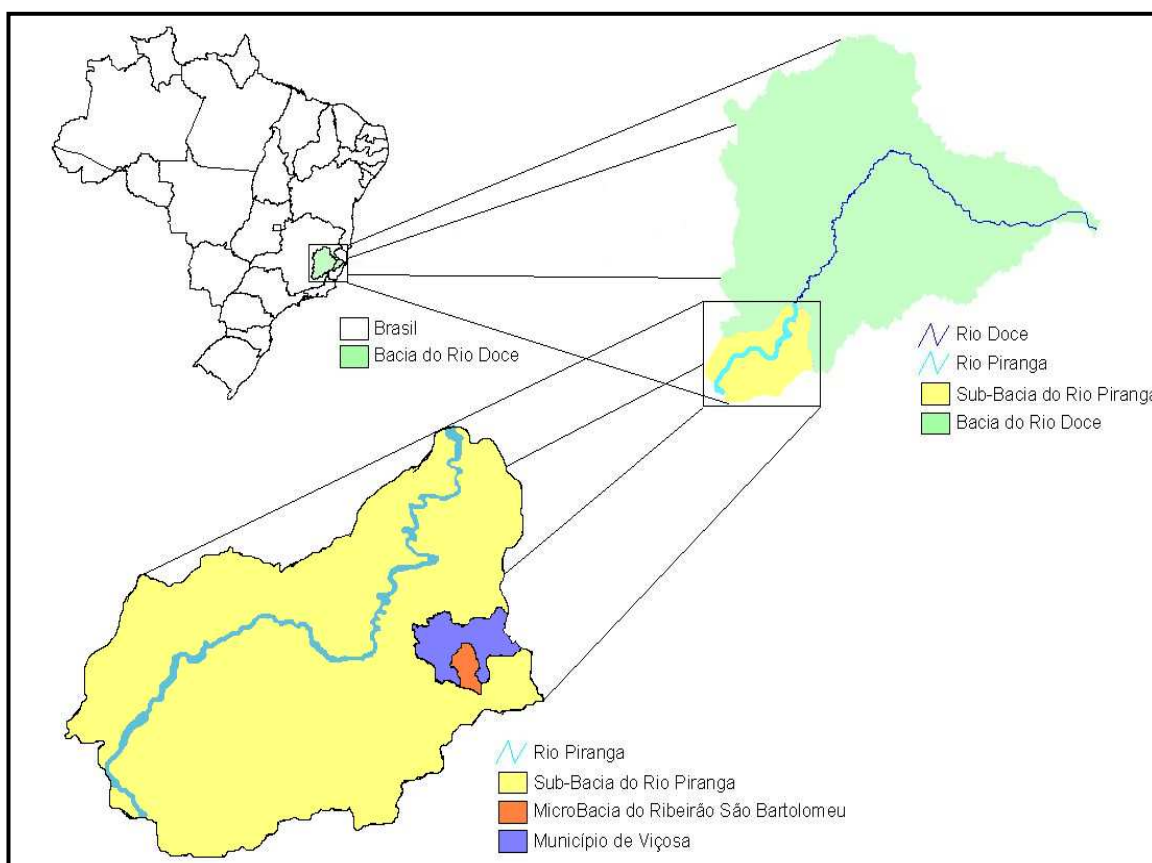 Brasil
Bacia do Rio Doce
Rio Doce
Rio Piranga
Sub-Bacia do Rio Piranga
Bacia do Rio Doce
Rio Piranga
Sub-Bacia do Rio Piranga
MicroBacia do Ribeirão São Bartolomeu
Município de Viçosa